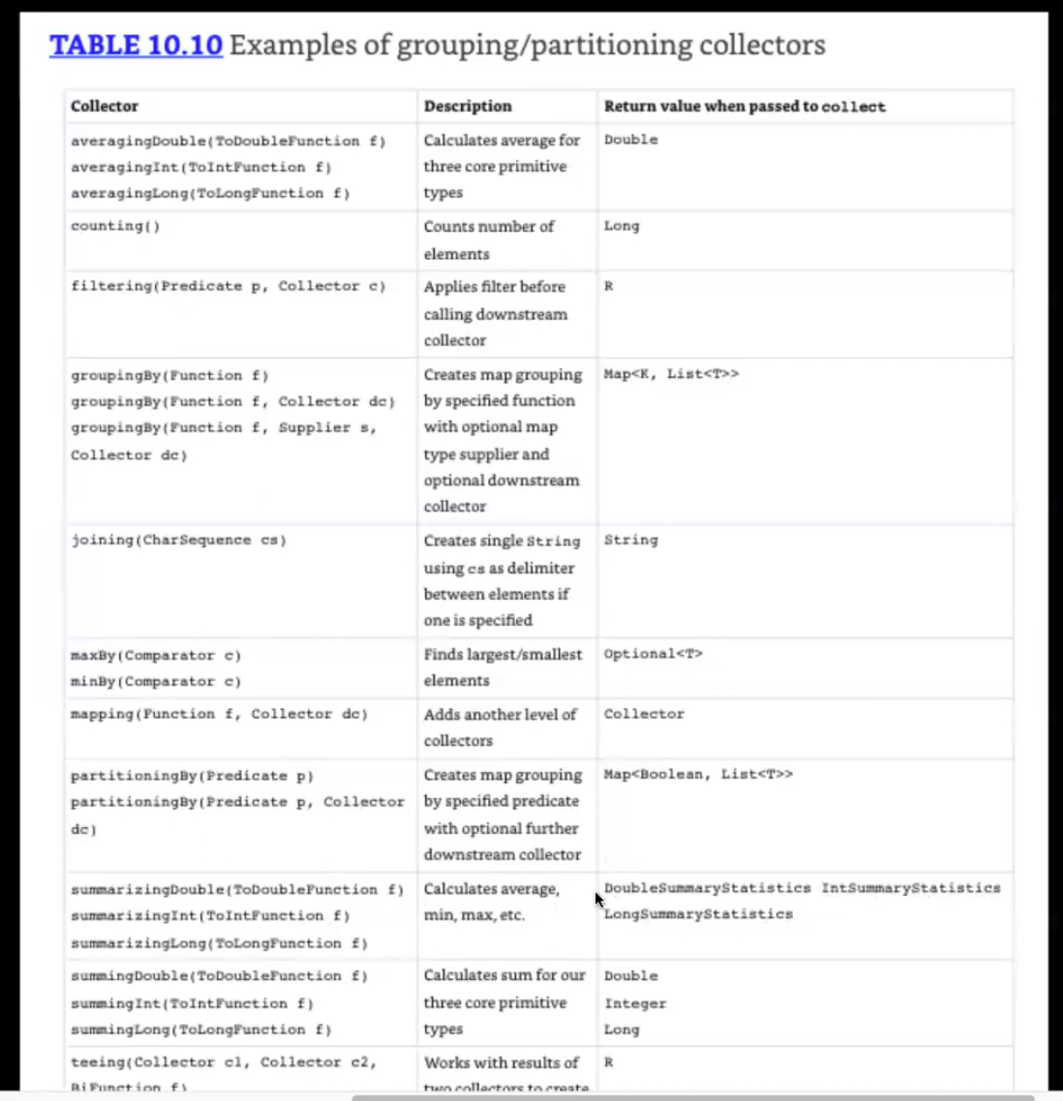 TABLE 10.10 Examples of grouping/partitioning collectors
Collector
Description
Return value when passed to collect
averagingDouble(ToDoubleFunction f)
averagingInt(ToIntFunction f)
averagingLong(ToLongFunction f)
Calculates average for
three core primitive
types
Double
counting()
Counts number of
elements
Long
filtering(Predicate p, Collector c)
Applies filter before
calling downstream
collector
R
groupingBy(Function f)
groupingBy(Function f, Collector dc)
groupingBy(Function f, Supplier s,
Collector dc)
Creates map grouping
by specified function
with optional map
type supplier and
optional downstream
collector
Map<K, List<T>>
joining(CharSequence cs)
Creates single String
using cs as delimiter
between elements if
one is specified
String
maxBy(Comparator c)
minBy(Comparator c)
Finds largest/smallest
elements
Optional<T>
mapping(Function f, Collector dc)
Adds another level of
collectors
Collector
partitioningBy(Predicate p)
partitioningBy(Predicate p, Collector
dc)
Creates map grouping
by specified predicate
with optional further
downstream collector
Map<Boolean, List<T>>
summarizingDouble(ToDoubleFunction f)
summarizingInt(ToIntFunction f)
summarizingLong(ToLongFunction f)
Calculates average,
min, max, etc.
DoubleSummaryStatistics IntSummaryStatistics
LongSummaryStatistics
summingDouble(ToDoubleFunction f)
summingInt(ToIntFunction f)
summingLong(ToLongFunction f)
Calculates sum for our
three core primitive
types
Double
Integer
Long
teeing(Collector c1, Collector c2,
BiFunction f)
Works with results of
two collectors to create
R